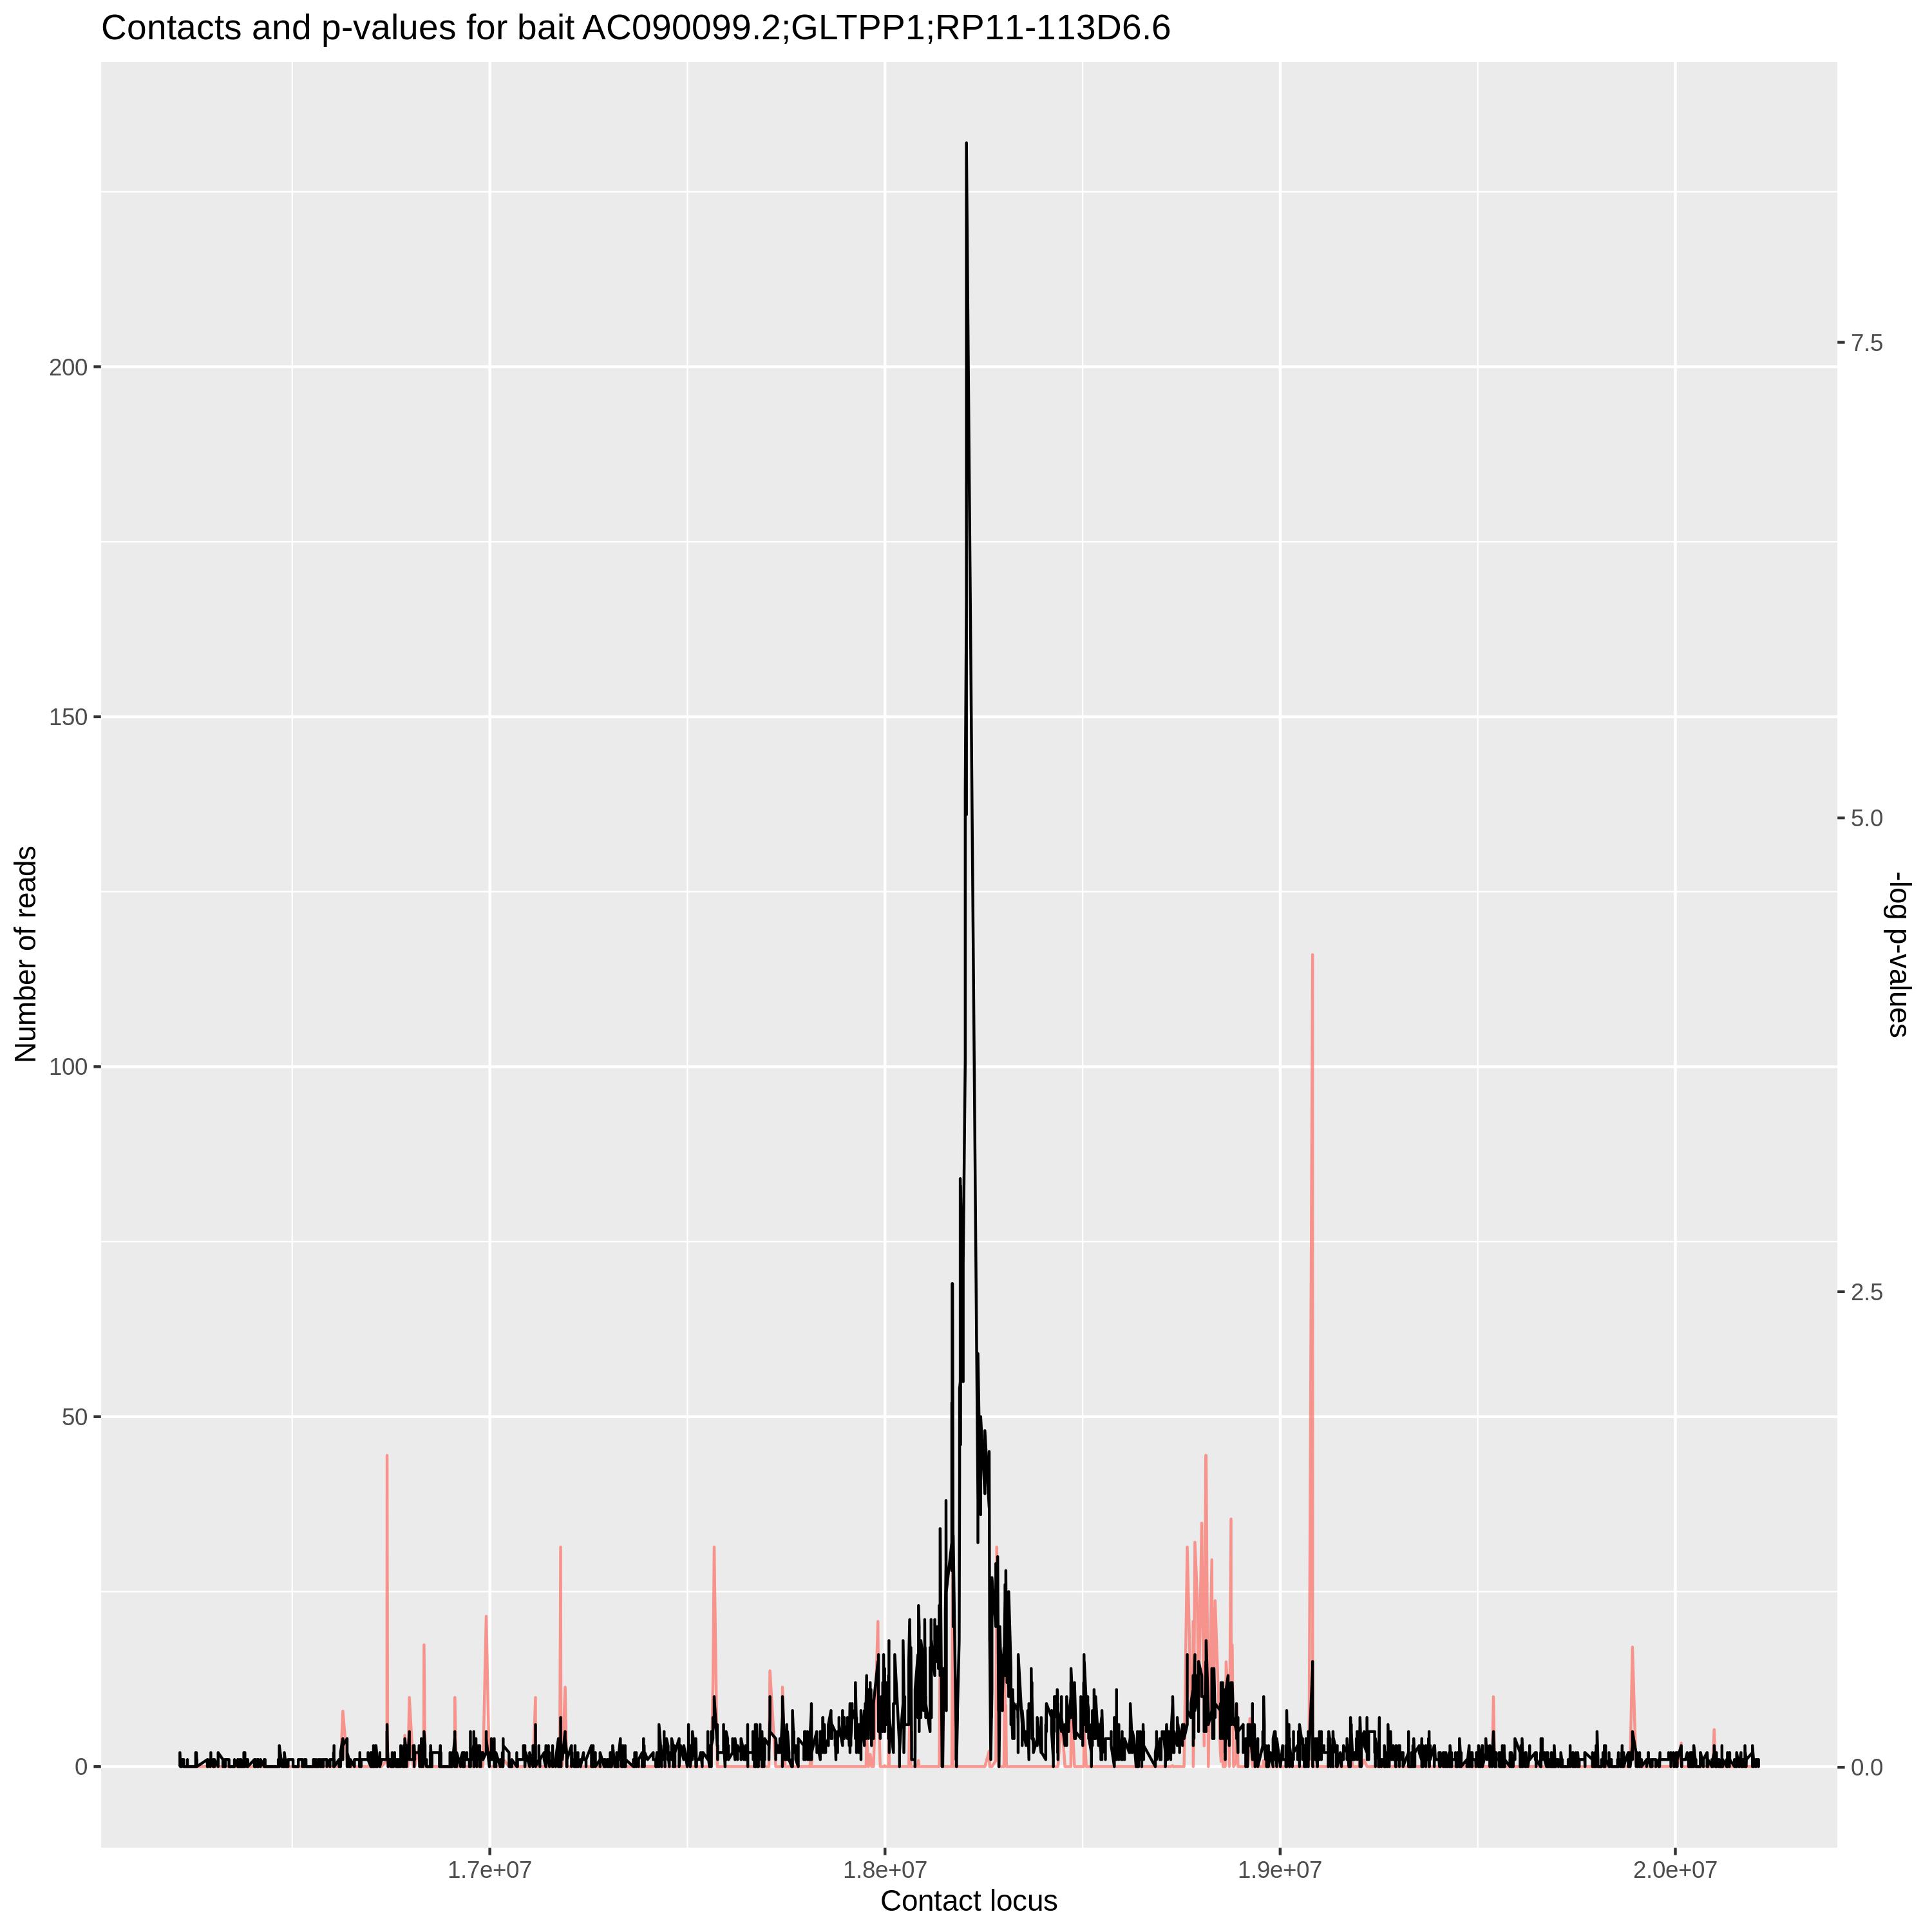 Contacts and p-values for bait AC090099.2;GLTPP1;RP11-113D6.6
200
150
100
50
0
Number of reads
7.5
5.0
2.5
0.0
-log p-values
1.7e+07
1.8e+07
1.9e+07
2.0e+07
Contact locus